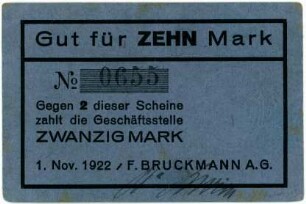 Gut für ZEHN Mark
№ 0655
Gegen 2 dieser Scheine
zahlt die Geschäftsstelle
ZWANZIG MARK
1. Nov. 1922 / F. BRUCKMANN A.G.